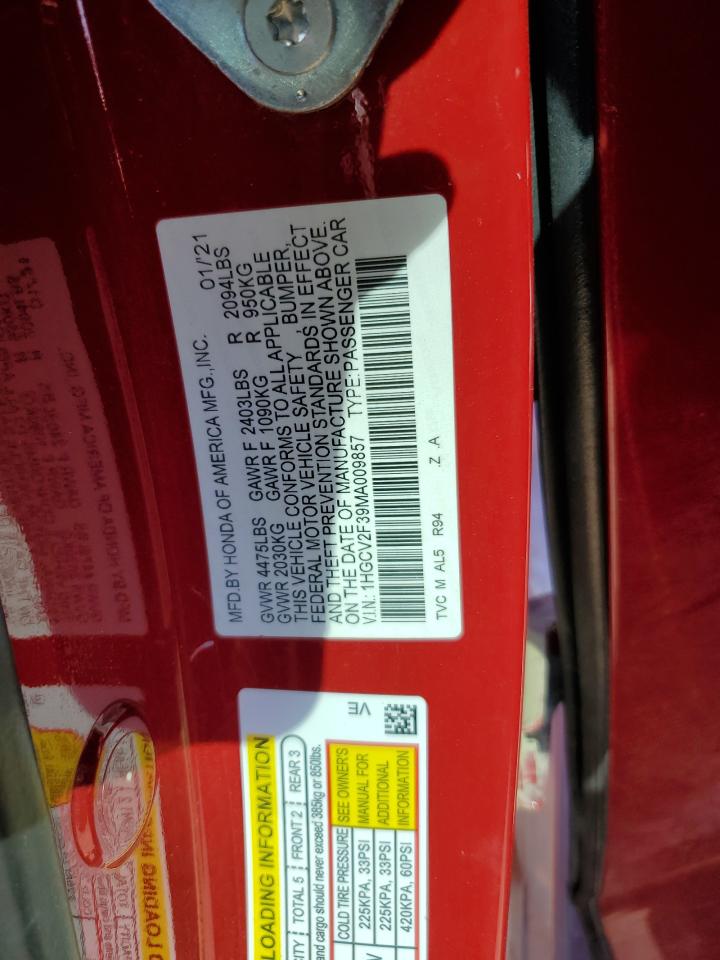 MFD.BY HONDA OF AMERICA MFG.,INC. 01/'21
GVWR 4475LBS GAWR F 2403LBS R 2094LBS
GVWR 2030KG GAWR F 1090KG R 950KG
THIS VEHICLE CONFORMS TO ALL APPLICABLE
FEDERAL MOTOR VEHICLE SAFETY , BUMPER,
AND THEFT PREVENTION STANDARDS IN EFFECT
ON THE DATE OF MANUFACTURE SHOWN ABOVE.
V.I.N.: 1HGCV2F39MA009857 TYPE:PASSENGER CAR
TVC M AL5 R94 .Z .A
LOADING INFORMATION
TOTAL 5 FRONT 2 REAR 3
and cargo should never exceed 385kg or 850lbs.
COLD TIRE PRESSURE SEE OWNER'S
225KPA, 33PSI MANUAL FOR
225KPA, 33PSI ADDITIONAL
420KPA, 60PSI INFORMATION
VE